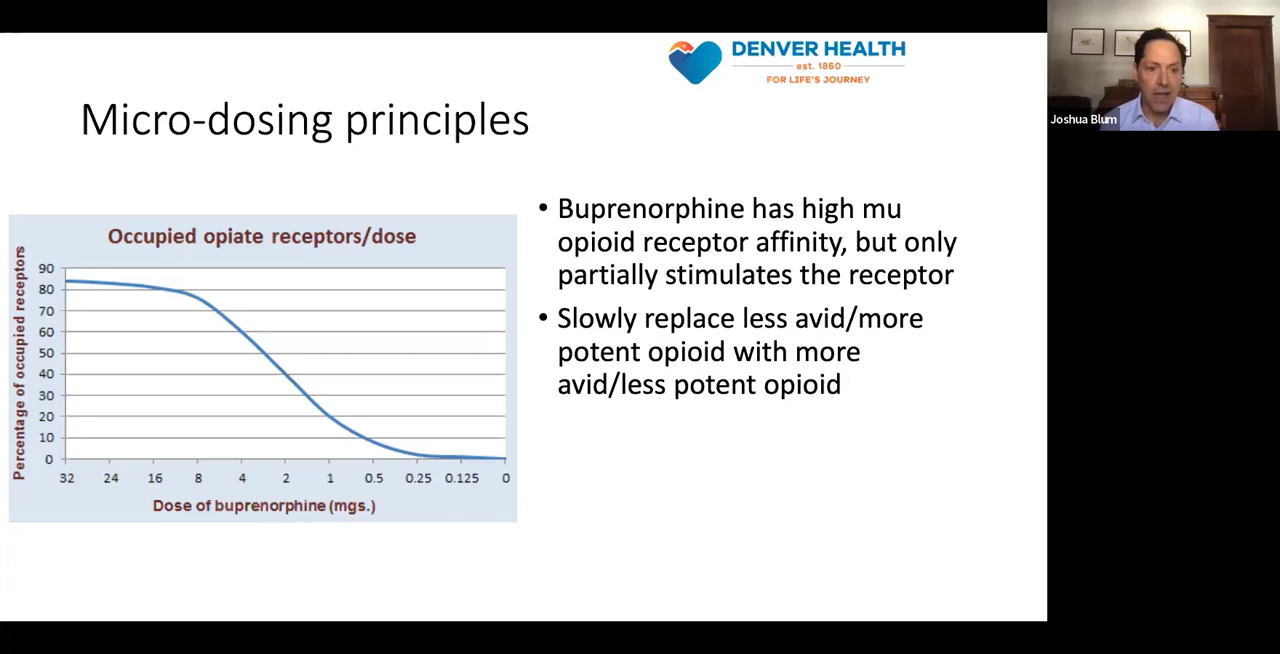 DENVER HEALTH
est. 1860
FOR LIFE'S JOURNEY
Joshua Blum
Micro-dosing principles
Occupied opiate receptors/dose
Percentage of occupied receptors
90
80
70
60
50
40
30
20
10
0
32 24 16 8 4 2 1 0.5 0.25 0.125 0
Dose of buprenorphine (mgs.)
• Buprenorphine has high mu
opioid receptor affinity, but only
partially stimulates the receptor
• Slowly replace less avid/more
potent opioid with more
avid/less potent opioid